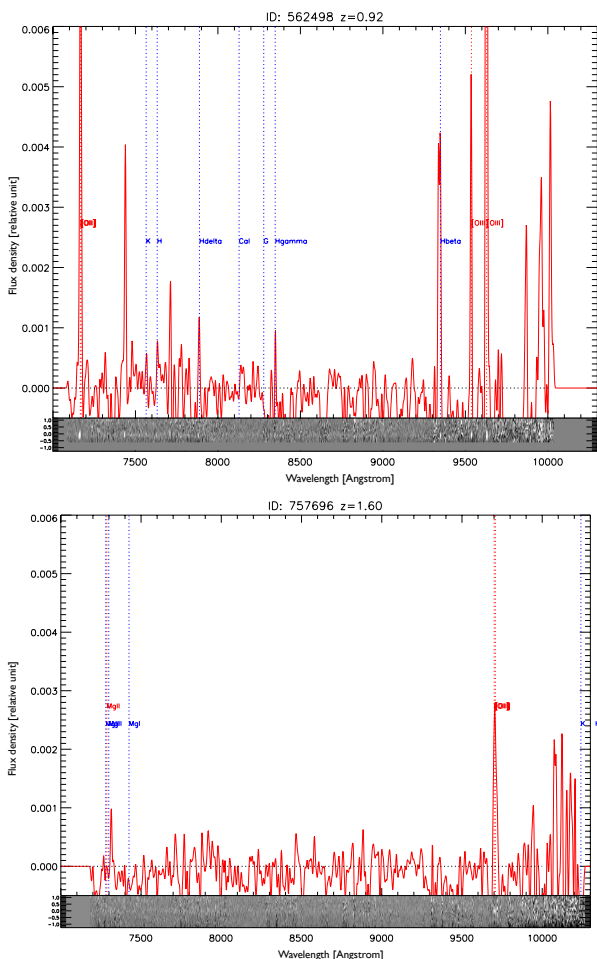 ID: 562498 z=0.92
0.006
0.005
0.004
0.003
0.002
0.001
0.000
Flux density [relative unit]
[OII] [OIII] [OIII]
K H Hdelta CaI G Hgamma Hbeta
1.0
0.5
0.0
-0.5
-1.0
7500 8000 8500 9000 9500 10000
Wavelength [Angstrom]
ID: 757696 z=1.60
0.006
0.005
0.004
0.003
0.002
0.001
0.000
Flux density [relative unit]
MgII [OII]
MgI K
1.0
0.5
0.0
-0.5
-1.0
7500 8000 8500 9000 9500 10000
Wavelength [Angstrom]